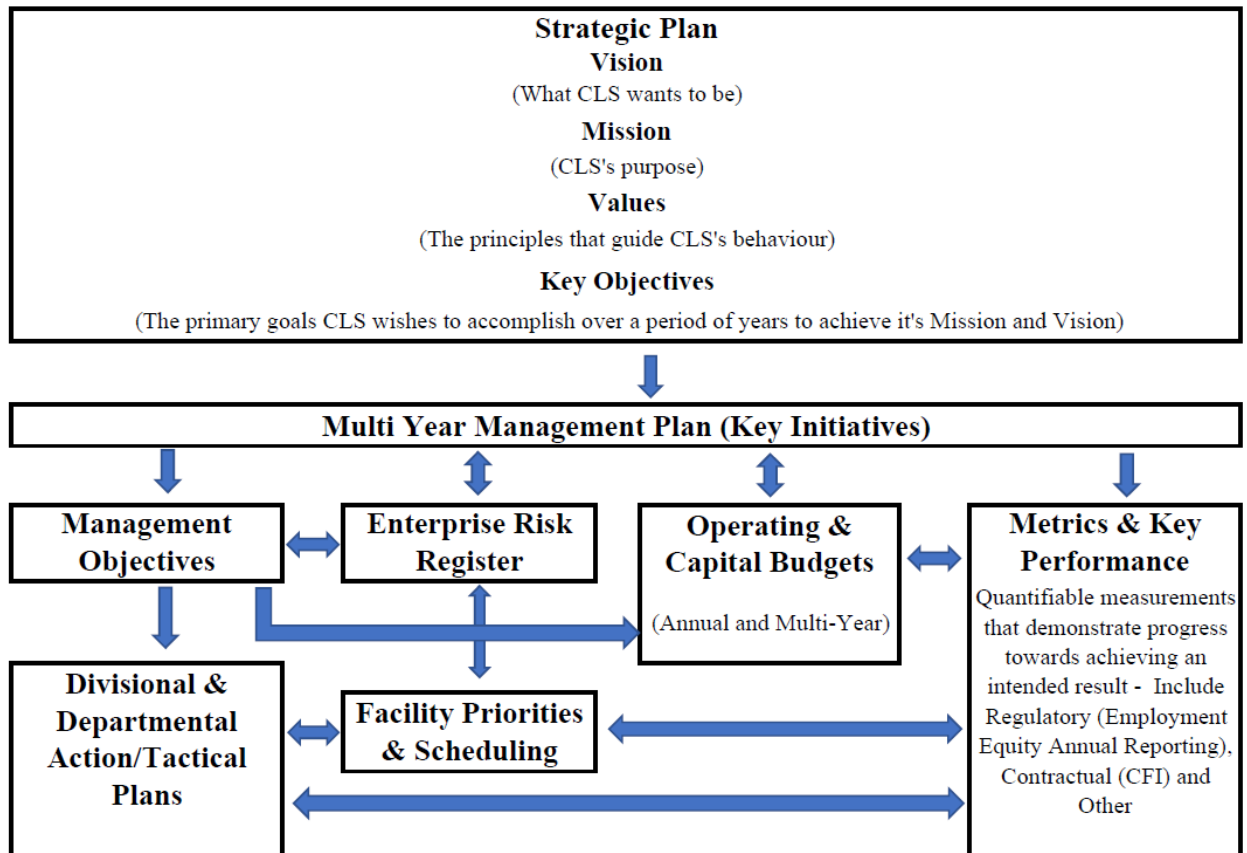 Strategic Plan
Vision
(What CLS wants to be)
Mission
(CLS's purpose)
Values
(The principles that guide CLS's behaviour)
Key Objectives
(The primary goals CLS wishes to accomplish over a period of years to achieve it's Mission and Vision)
Multi Year Management Plan (Key Initiatives)
Management
Objectives
Enterprise Risk
Register
Operating &
Capital Budgets
(Annual and Multi-Year)
Metrics & Key
Performance
Quantifiable measurements
that demonstrate progress
towards achieving an
intended result -  Include
Regulatory (Employment
Equity Annual Reporting),
Contractual (CFI) and
Other
Divisional &
Departmental
Action/Tactical
Plans
Facility Priorities
& Scheduling